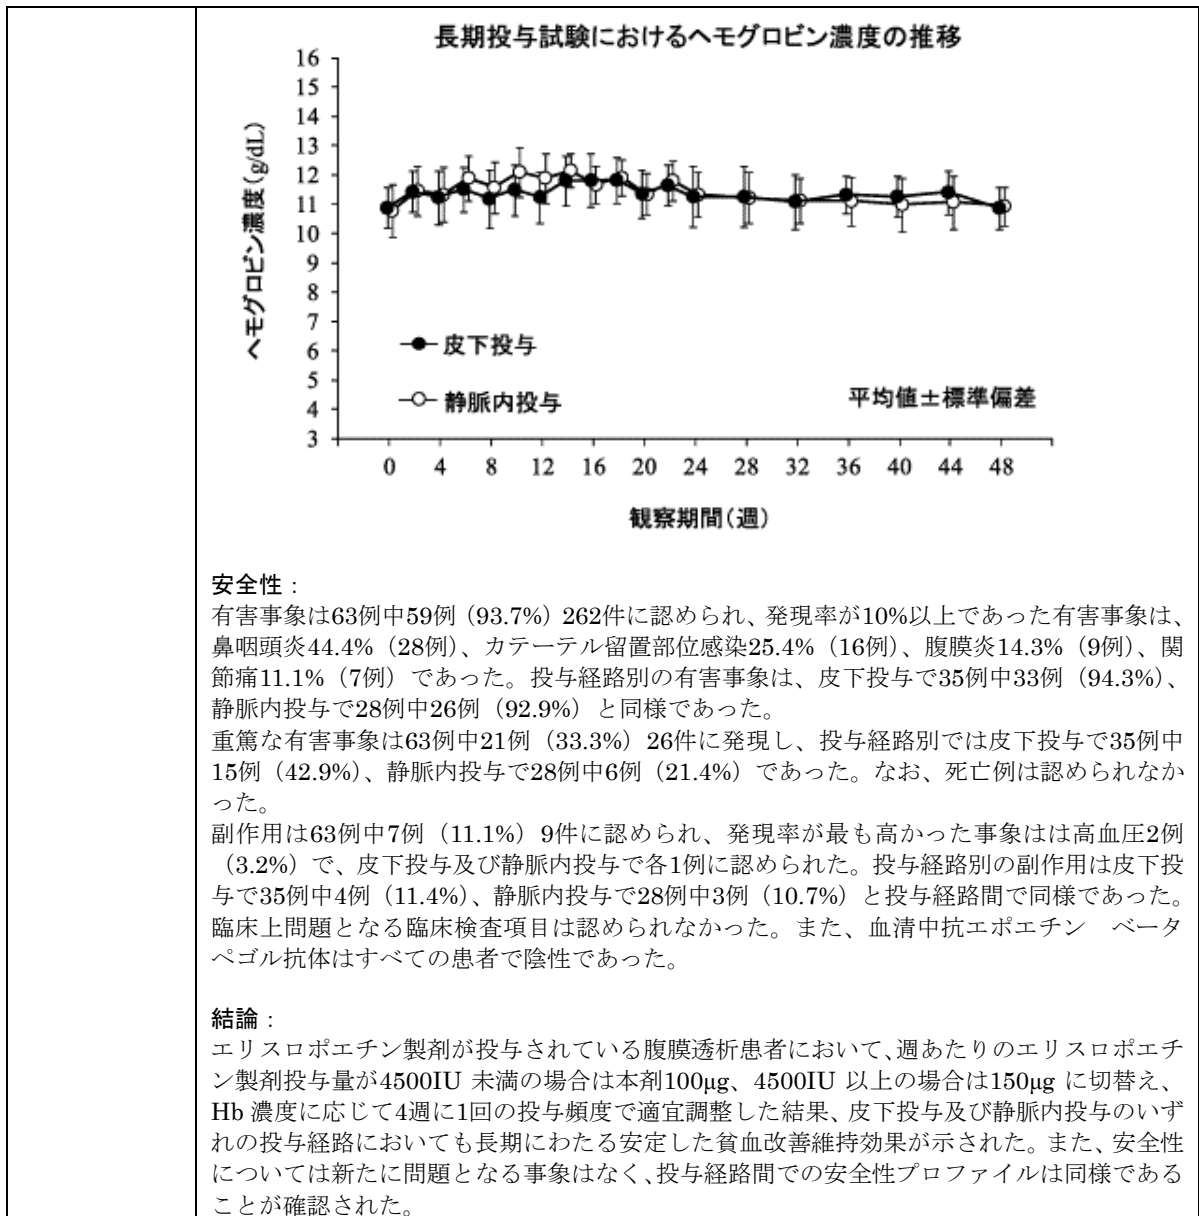 長期投与試験におけるヘモグロビン濃度の推移
ヘモグロビン濃度(g/dL)
16
15
14
13
12
11
10
9
8
7
6
5
4
3
皮下投与
静脈内投与
平均値±標準偏差
0 4 8 12 16 20 24 28 32 36 40 44 48
観察期間(週)
安全性：
有害事象は63例中59例（93.7%）262件に認められ、発現率が10%以上であった有害事象は、
鼻咽頭炎44.4%（28例）、カテーテル留置部位感染25.4%（16例）、腹膜炎14.3%（9例）、関
節痛11.1%（7例）であった。投与経路別の有害事象は、皮下投与で35例中33例（94.3%）、
静脈内投与で28例中26例（92.9%）と同様であった。
重篤な有害事象は63例中21例（33.3%）26件に発現し、投与経路別では皮下投与で35例中
15例（42.9%）、静脈内投与で28例中6例（21.4%）であった。なお、死亡例は認められなか
った。
副作用は63例中7例（11.1%）9件に認められ、発現率が最も高かった事象はは高血圧2例
（3.2%）で、皮下投与及び静脈内投与で各1例に認められた。投与経路別の副作用は皮下投
与で35例中4例（11.4%）、静脈内投与で28例中3例（10.7%）と投与経路間で同様であった。
臨床上問題となる臨床検査項目は認められなかった。また、血清中抗エポエチン　ベータ
ペゴル抗体はすべての患者で陰性であった。
結論：
エリスロポエチン製剤が投与されている腹膜透析患者において、週あたりのエリスロポエチ
ン製剤投与量が4500IU 未満の場合は本剤100μg、4500IU 以上の場合は150μg に切替え、
Hb 濃度に応じて4週に1回の投与頻度で適宜調整した結果、皮下投与及び静脈内投与のいず
れの投与経路においても長期にわたる安定した貧血改善維持効果が示された。また、安全性
については新たに問題となる事象はなく、投与経路間での安全性プロファイルは同様である
ことが確認された。